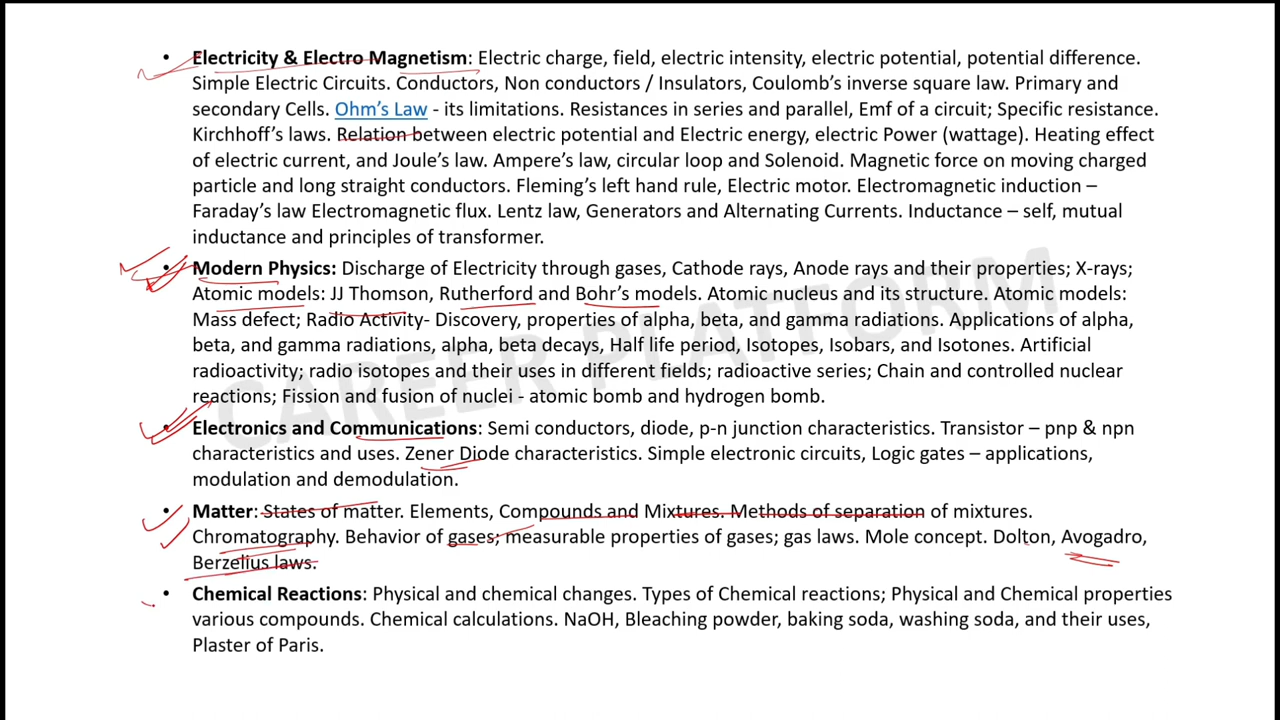 • Electricity & Electro Magnetism: Electric charge, field, electric intensity, electric potential, potential difference.
Simple Electric Circuits. Conductors, Non conductors / Insulators, Coulomb's inverse square law. Primary and
secondary Cells. Ohm's Law - its limitations. Resistances in series and parallel, Emf of a circuit; Specific resistance.
Kirchhoff's laws. Relation between electric potential and Electric energy, electric Power (wattage). Heating effect
of electric current, and Joule's law. Ampere's law, circular loop and Solenoid. Magnetic force on moving charged
particle and long straight conductors. Fleming's left hand rule, Electric motor. Electromagnetic induction –
Faraday's law Electromagnetic flux. Lentz law, Generators and Alternating Currents. Inductance – self, mutual
inductance and principles of transformer.
• Modern Physics: Discharge of Electricity through gases, Cathode rays, Anode rays and their properties; X-rays;
Atomic models: JJ Thomson, Rutherford and Bohr's models. Atomic nucleus and its structure. Atomic models:
Mass defect; Radio Activity- Discovery, properties of alpha, beta, and gamma radiations. Applications of alpha,
beta, and gamma radiations, alpha, beta decays, Half life period, Isotopes, Isobars, and Isotones. Artificial
radioactivity; radio isotopes and their uses in different fields; radioactive series; Chain and controlled nuclear
reactions; Fission and fusion of nuclei - atomic bomb and hydrogen bomb.
• Electronics and Communications: Semi conductors, diode, p-n junction characteristics. Transistor – pnp & npn
characteristics and uses. Zener Diode characteristics. Simple electronic circuits, Logic gates – applications,
modulation and demodulation.
• Matter: States of matter. Elements, Compounds and Mixtures. Methods of separation of mixtures.
Chromatography. Behavior of gases; measurable properties of gases; gas laws. Mole concept. Dolton, Avogadro,
Berzelius laws.
• Chemical Reactions: Physical and chemical changes. Types of Chemical reactions; Physical and Chemical properties
various compounds. Chemical calculations. NaOH, Bleaching powder, baking soda, washing soda, and their uses,
Plaster of Paris.
CAREER PLATFORM